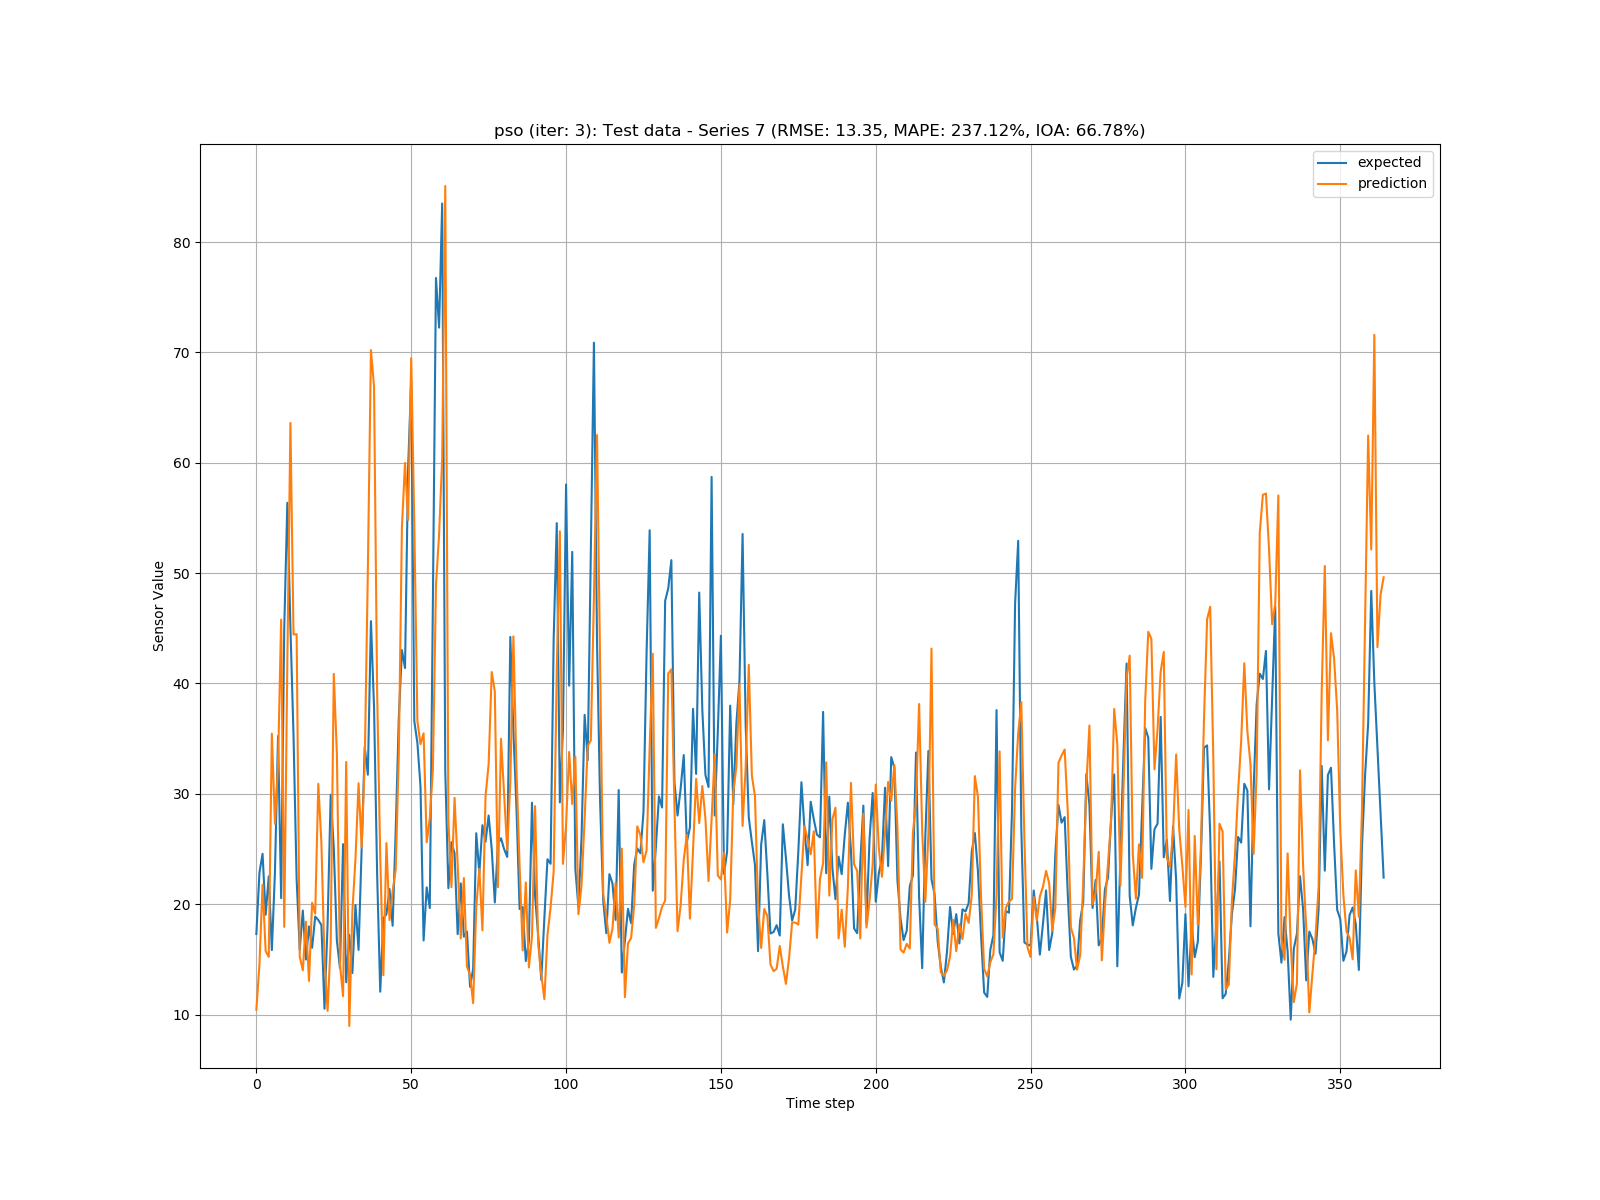 pso (iter: 3): Test data - Series 7 (RMSE: 13.35, MAPE: 237.12%, IOA: 66.78%)
expected
prediction
80
70
60
50
40
30
20
10
Sensor Value
0 50 100 150 200 250 300 350
Time step